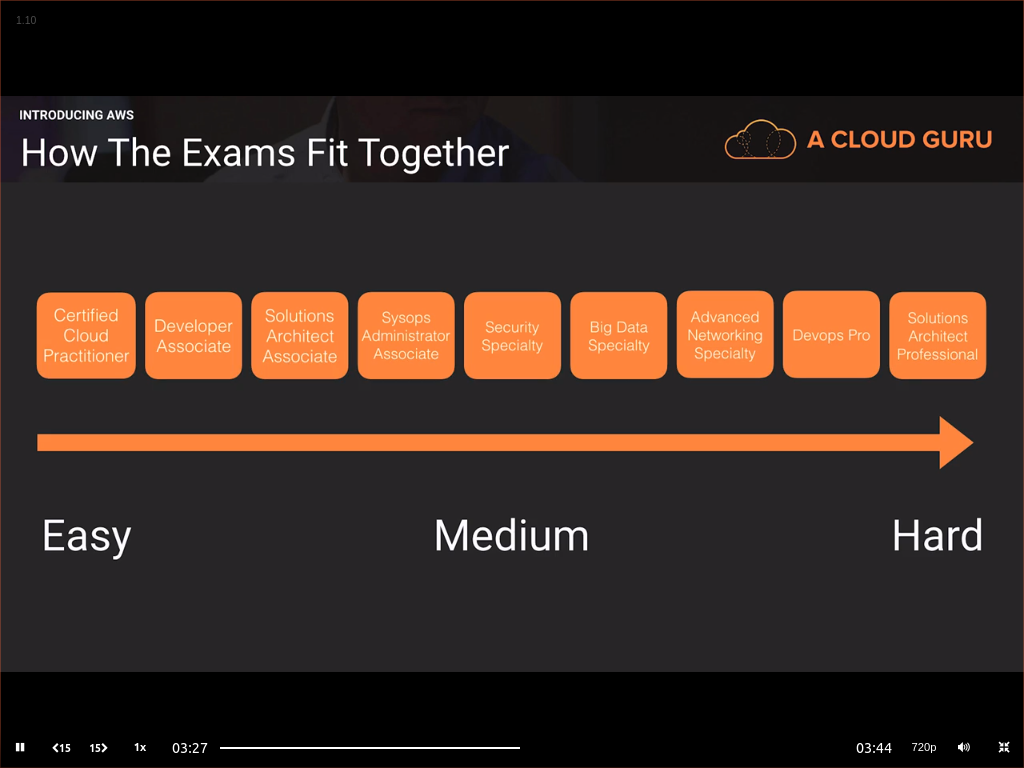 1.10
INTRODUCING AWS
How The Exams Fit Together
A CLOUD GURU
Certified
Cloud
Practitioner
Developer
Associate
Solutions
Architect
Associate
Sysops
Administrator
Associate
Security
Specialty
Big Data
Specialty
Advanced
Networking
Specialty
Devops Pro
Solutions
Architect
Professional
Easy
Medium
Hard
15
15
1x
03:27
03:44
720p